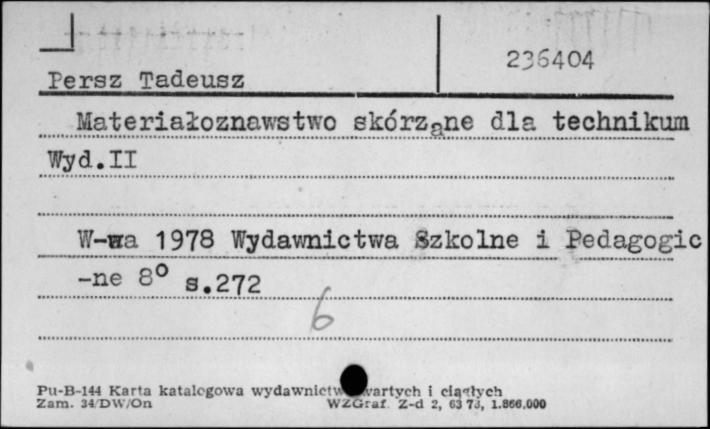 236404
Persz Tadeusz
Materiałoznawstwo skórzane dla technikum
Wyd.II
W-wa 1978 Wydawnictwa Szkolne i Pedagogic
-ne 8° s.272
6
Pu-B-144 Karta katalogowa wydawnictw zwartych i ciągłych
Zam. 34/DW/On WZGraf. Z-d 2, 63 73, 1.866.000